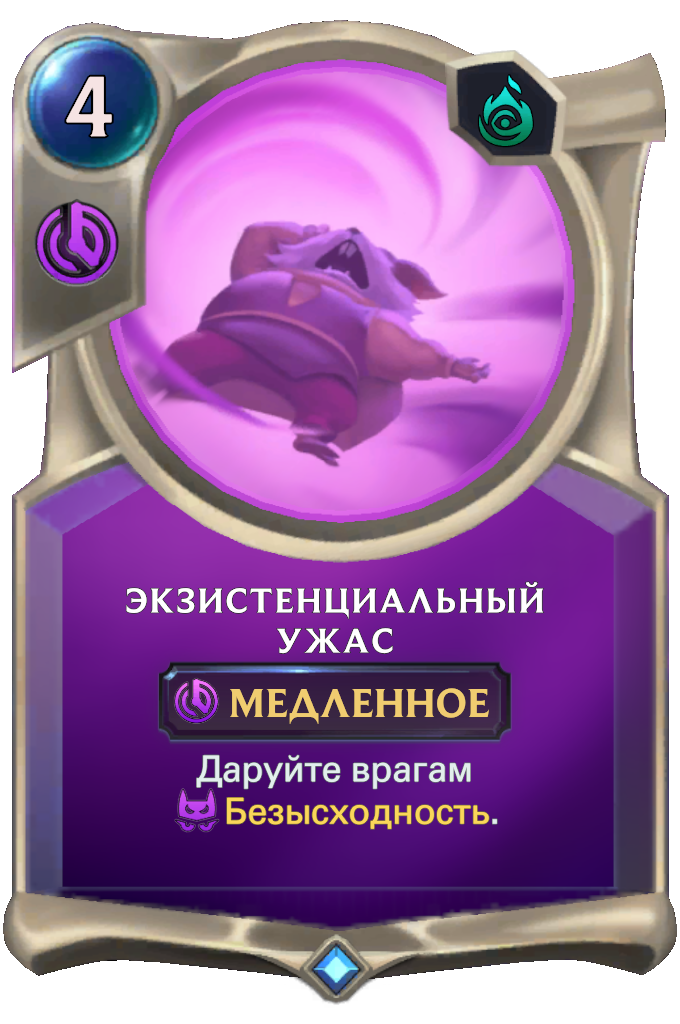 4
ЭКЗИСТЕНЦИАЛЬНЫЙ
УЖАС
МЕДЛЕННОЕ
Даруйте врагам
Безысходность.